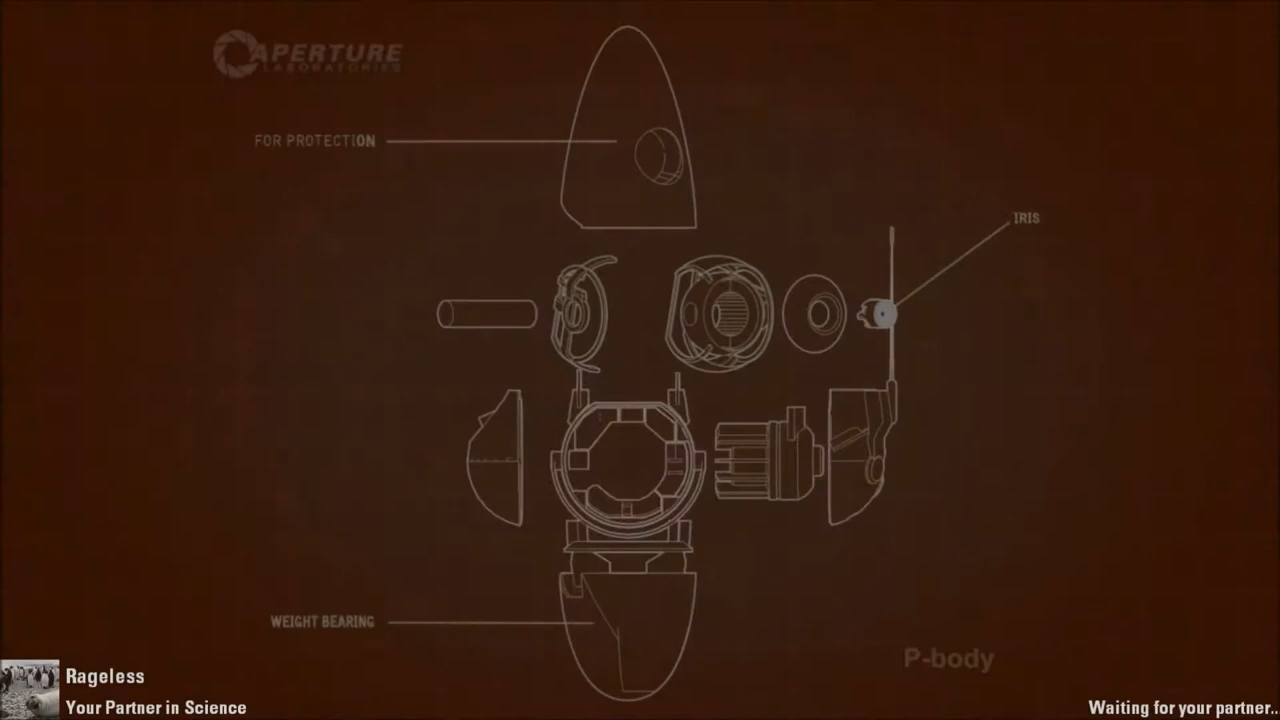 APERTURE
LABORATORIES
FOR PROTECTION
IRIS
WEIGHT BEARING
P-body
Rageless
Your Partner in Science
Waiting for your partner..